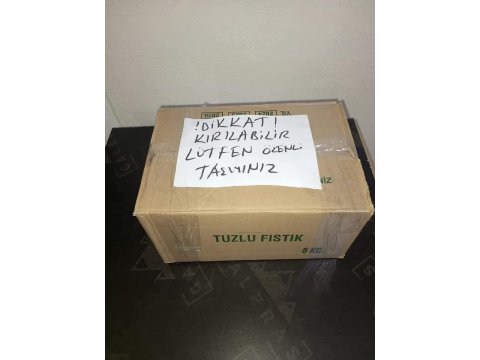 !DİKKAT!
KIRILABİLİR
LÜTFEN ÖZENLİ
TAŞIYINIZ
TUZLU FISTIK
5 KG.